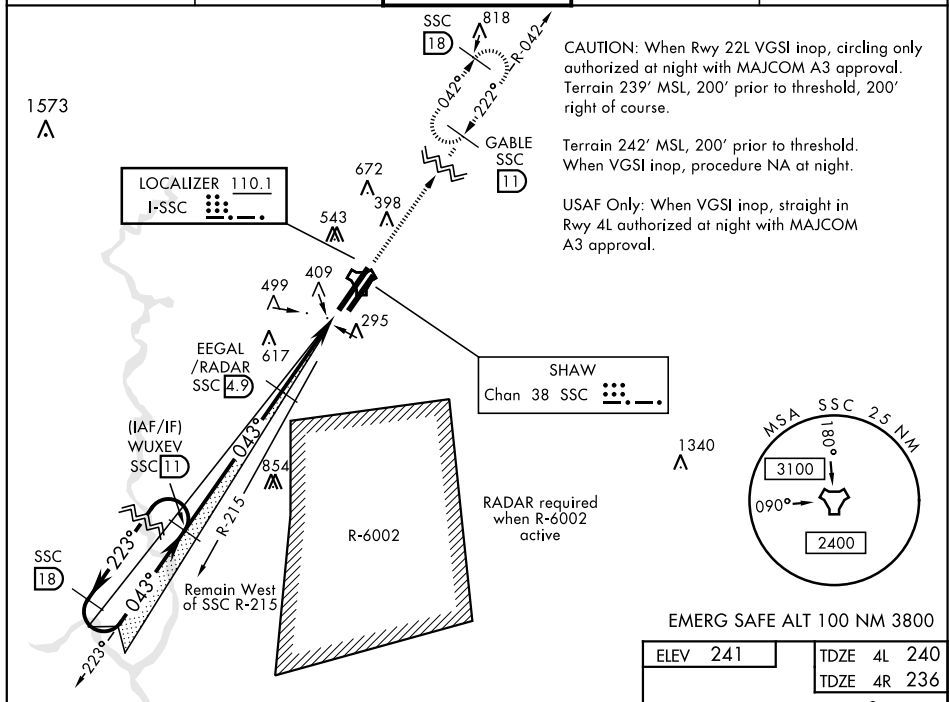 SSC
18
818
R-042
042°
222°
GABLE
SSC
11
CAUTION: When Rwy 22L VGSI inop, circling only
authorized at night with MAJCOM A3 approval.
Terrain 239' MSL, 200' prior to threshold, 200'
right of course.
Terrain 242' MSL, 200' prior to threshold.
When VGSI inop, procedure NA at night.
USAF Only: When VGSI inop, straight in
Rwy 4L authorized at night with MAJCOM
A3 approval.
1573
LOCALIZER 110.1
I-SSC
672
398
543
409
499
295
617
EEGAL
/RADAR
SSC 4.9
SHAW
Chan 38 SSC
043°
(IAF/IF)
WUXEV
SSC 11
854
R-215
1340
RADAR required
when R-6002
active
R-6002
MSA SSC 25 NM
180°
3100
090°
2400
223°
043°
SSC
18
Remain West
of SSC R-215
223°
EMERG SAFE ALT 100 NM 3800
ELEV 241
TDZE 4L 240
TDZE 4R 236